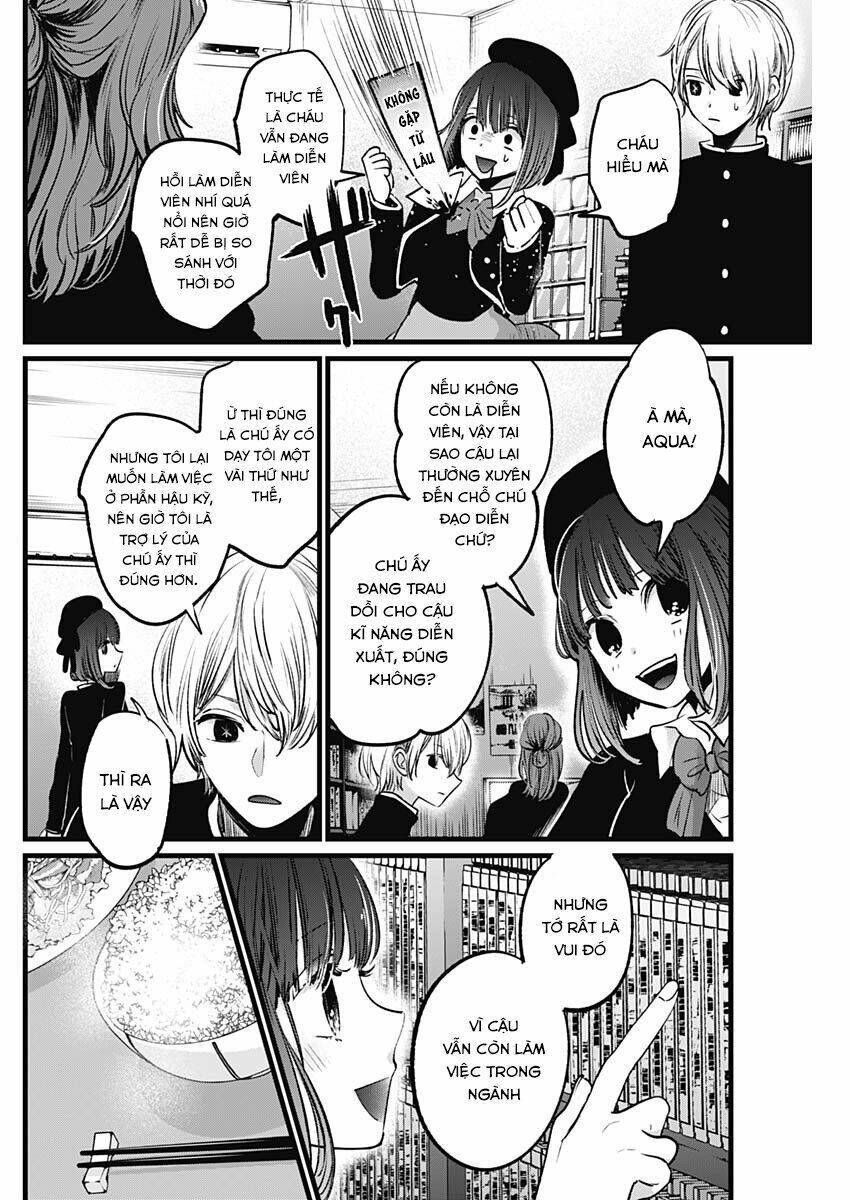 CHÁU
HIỂU MÀ
KHÔNG
GẶP TỪ
LÂU
THỰC TẾ
LÀ CHÁU
VẪN ĐANG
LÀM DIỄN
VIÊN
HỒI LÀM DIỄN
VIÊN NHÍ QUÁ
NỔI NÊN GIỜ
RẤT DỄ BỊ SO
SÁNH VỚI
THỜI ĐÓ
À MÀ,
AQUA!
NẾU KHÔNG
CÒN LÀ DIỄN
VIÊN, VẬY TẠI
SAO CẬU LẠI
THƯỜNG XUYÊN
ĐẾN CHỖ CHÚ
ĐẠO DIỄN
CHỨ?
CHÚ ẤY
ĐANG TRAU
DỒI CHO CẬU
KĨ NĂNG DIỄN
XUẤT, ĐÚNG
KHÔNG?
Ừ THÌ ĐÚNG
LÀ CHÚ ẤY CÓ
DẠY TÔI MỘT
VÀI THỨ NHƯ
THẾ,
NHƯNG TÔI LẠI
MUỐN LÀM VIỆC
Ở PHẦN HẬU KỲ,
NÊN GIỜ TÔI LÀ
TRỢ LÝ CỦA
CHÚ ẤY THÌ
ĐÚNG HƠN.
THÌ RA
LÀ VẬY
NHƯNG
TỚ RẤT LÀ
VUI ĐÓ
VÌ CẬU
VẪN CÒN LÀM
VIỆC TRONG
NGÀNH